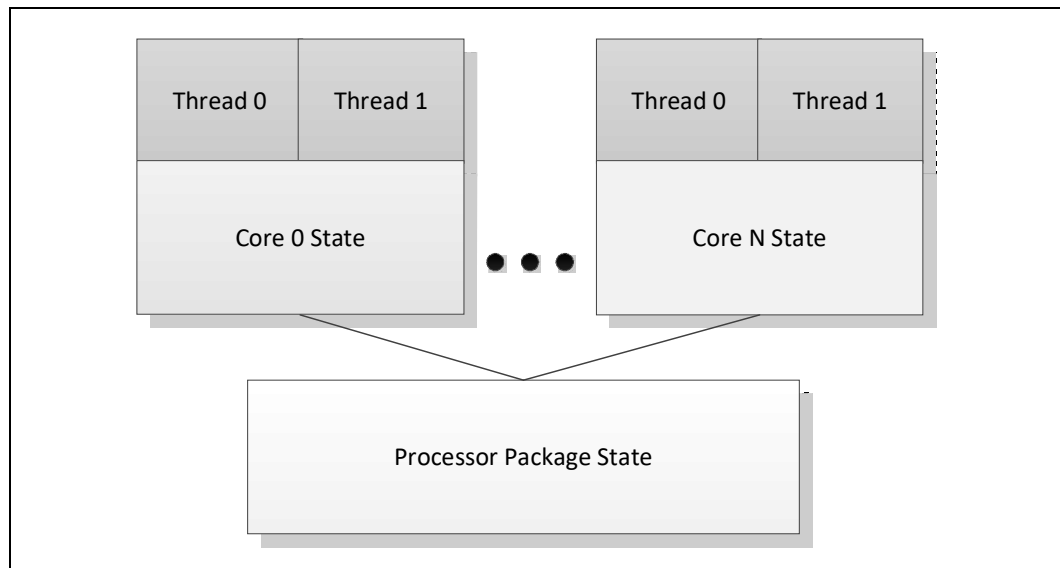 Thread 0
Thread 1
Thread 0
Thread 1
Core 0 State
Core N State
Processor Package State